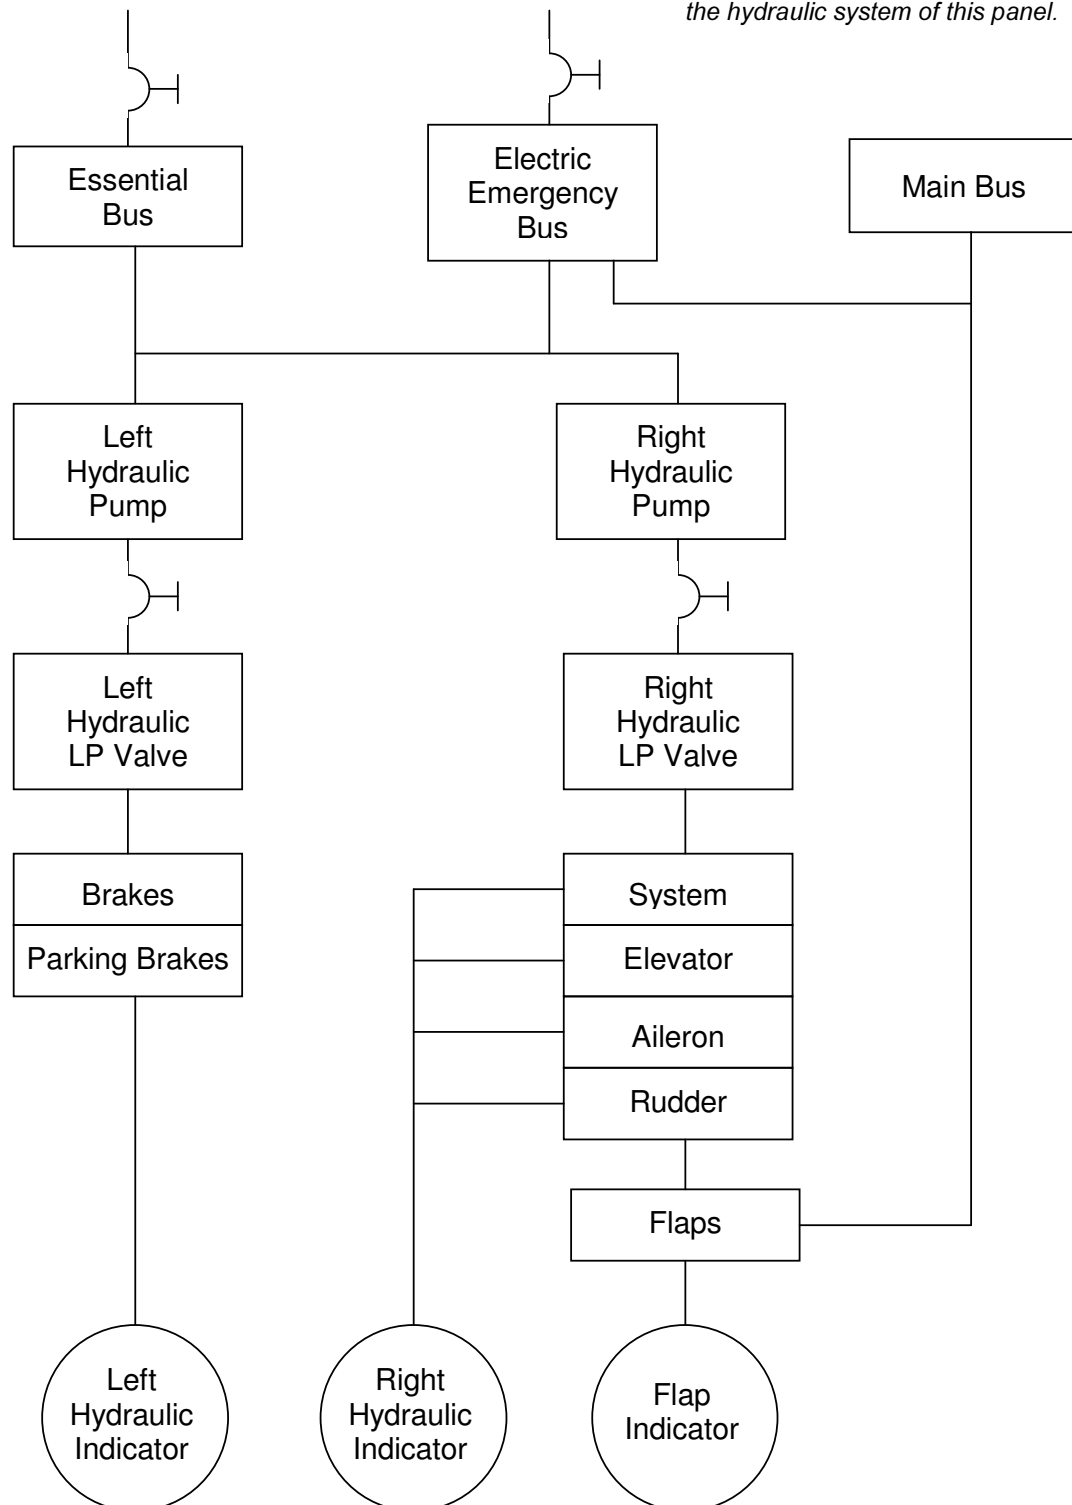 the hydraulic system of this panel.
Essential
Bus
Electric
Emergency
Bus
Main Bus
Left
Hydraulic
Pump
Right
Hydraulic
Pump
Left
Hydraulic
LP Valve
Right
Hydraulic
LP Valve
Brakes
Parking Brakes
System
Elevator
Aileron
Rudder
Flaps
Left
Hydraulic
Indicator
Right
Hydraulic
Indicator
Flap
Indicator